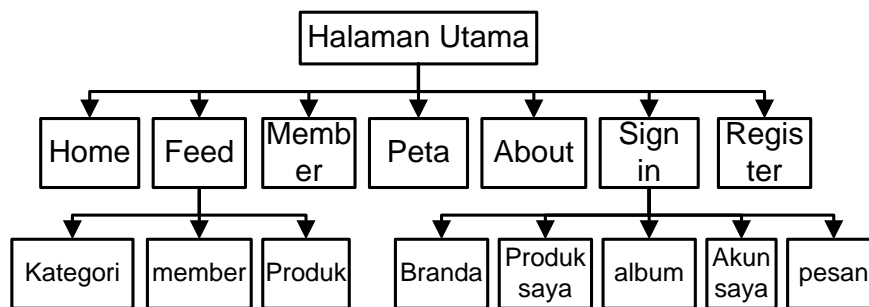 Halaman Utama
Home
Feed
Memb
er
Peta
About
Sign
in
Regis
ter
Kategori
member
Produk
Branda
Produk
saya
album
Akun
saya
pesan